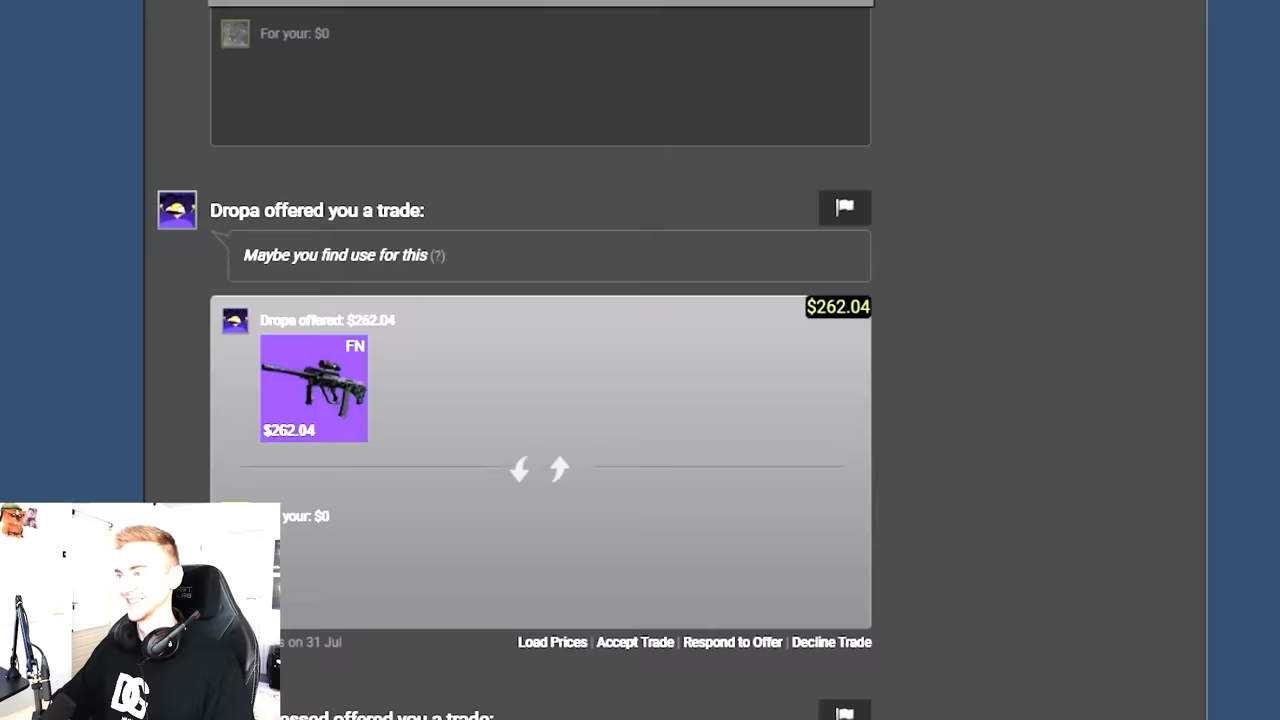 For your: $0
Dropa offered you a trade:
Maybe you find use for this (?)
$262.04
Dropa offered: $262.04
FN
$262.04
your: $0
s on 31 Jul
Load Prices | Accept Trade | Respond to Offer | Decline Trade
DC
ssed offered you a trade: